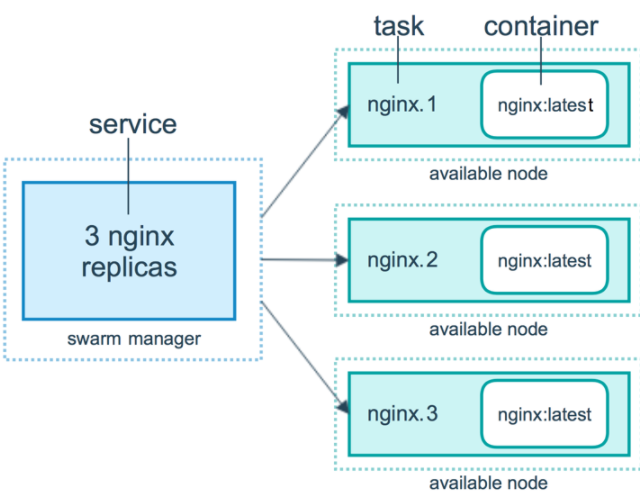 task
container
nginx.1
nginx:latest
available node
service
3 nginx
replicas
swarm manager
nginx.2
nginx:latest
available node
nginx.3
nginx:latest
available node